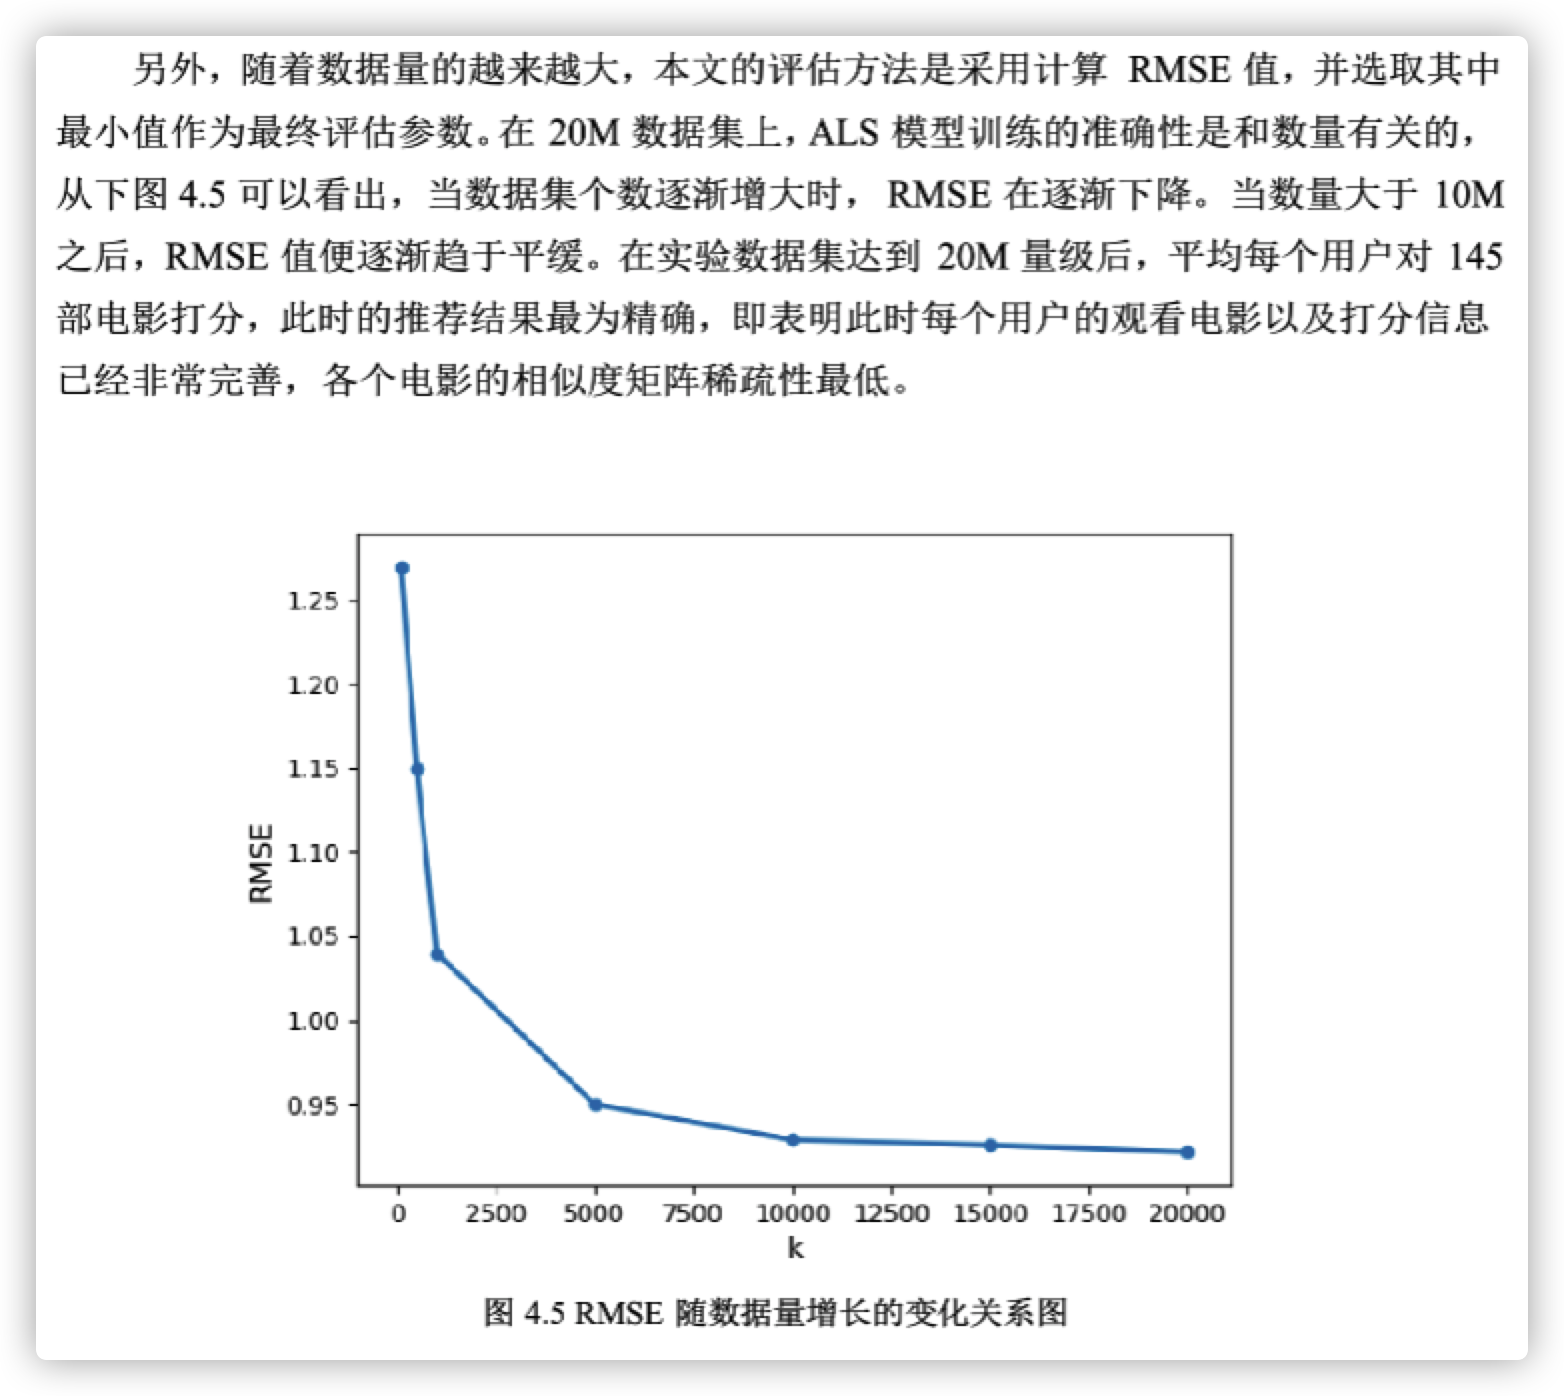 另外，随着数据量的越来越大，本文的评估方法是采用计算 RMSE 值，并选取其中
最小值作为最终评估参数。在 20M 数据集上，ALS 模型训练的准确性是和数量有关的，
从下图 4.5 可以看出，当数据集个数逐渐增大时， RMSE 在逐渐下降。当数量大于 10M
之后，RMSE 值便逐渐趋于平缓。在实验数据集达到 20M 量级后，平均每个用户对 145
部电影打分，此时的推荐结果最为精确，即表明此时每个用户的观看电影以及打分信息
已经非常完善，各个电影的相似度矩阵稀疏性最低。
1.25
1.20
1.15
1.10
1.05
1.00
0.95
RMSE
0 2500 5000 7500 10000 12500 15000 17500 20000
k
图 4.5 RMSE 随数据量增长的变化关系图